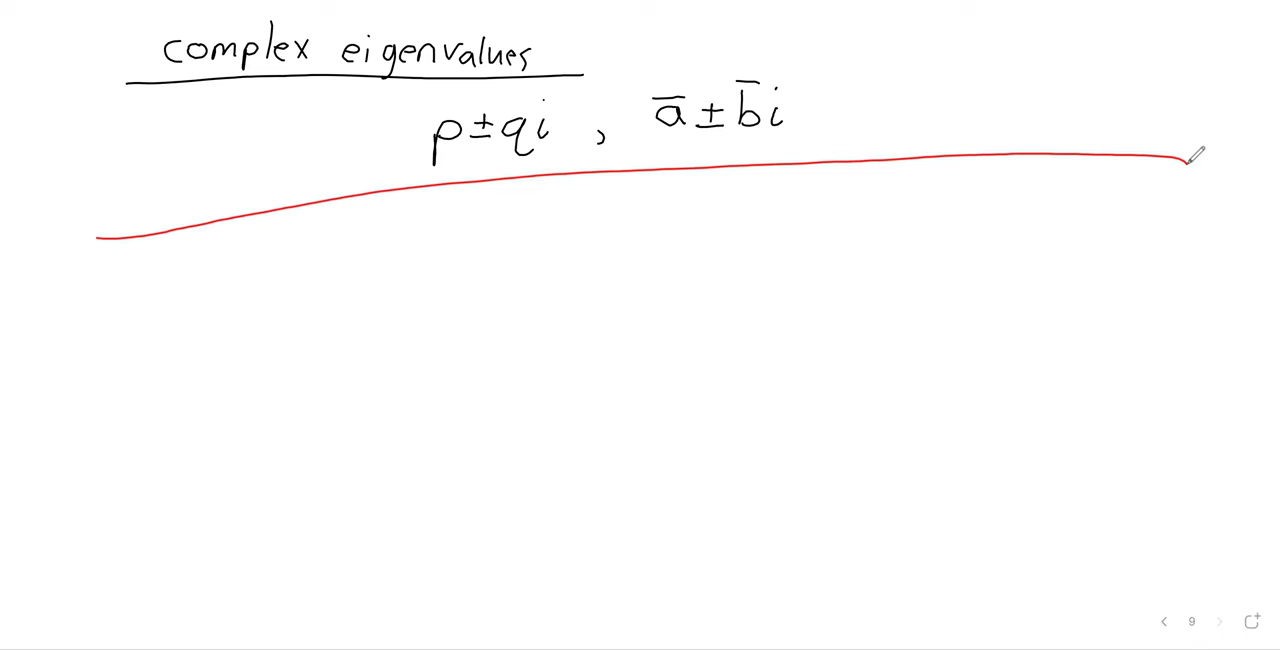 complex eigenvalues
p ± qi , a̅ ± b̅i
9